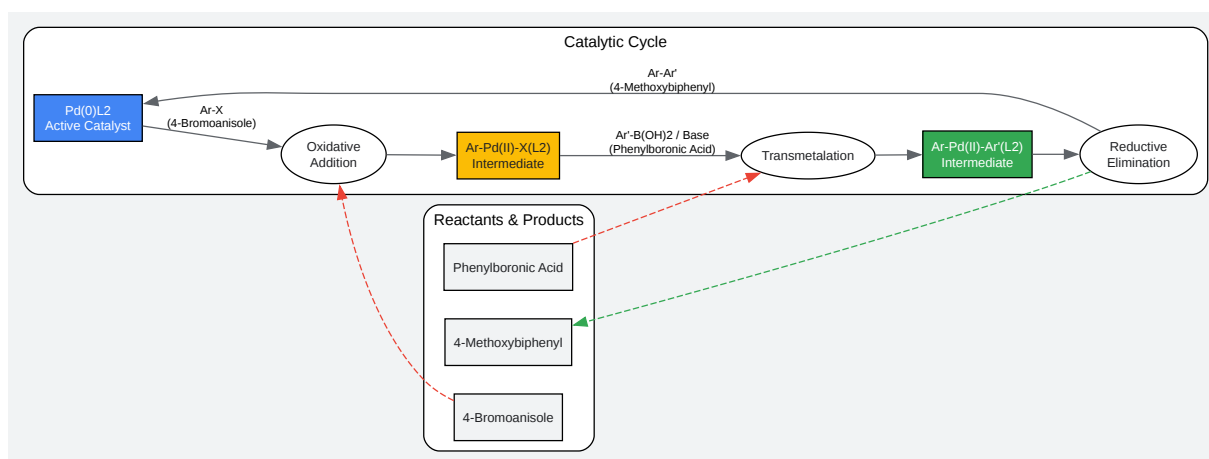 Catalytic Cycle
Ar-Ar'
(4-Methoxybiphenyl)
Pd(0)L2
Active Catalyst
Ar-X
(4-Bromoanisole)
Oxidative
Addition
Ar-Pd(II)-X(L2)
Intermediate
Ar'-B(OH)2 / Base
(Phenylboronic Acid)
Transmetalation
Ar-Pd(II)-Ar'(L2)
Intermediate
Reductive
Elimination
Reactants & Products
Phenylboronic Acid
4-Methoxybiphenyl
4-Bromoanisole